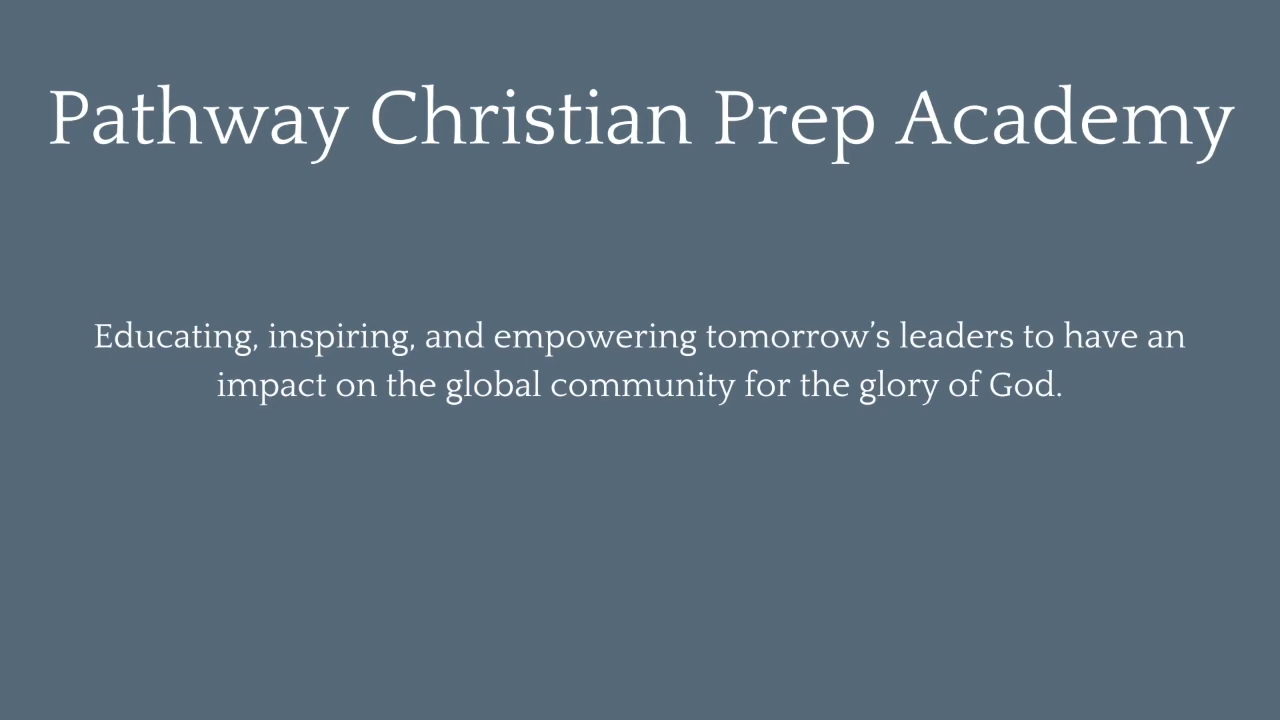 Pathway Christian Prep Academy
Educating, inspiring, and empowering tomorrow’s leaders to have an
impact on the global community for the glory of God.